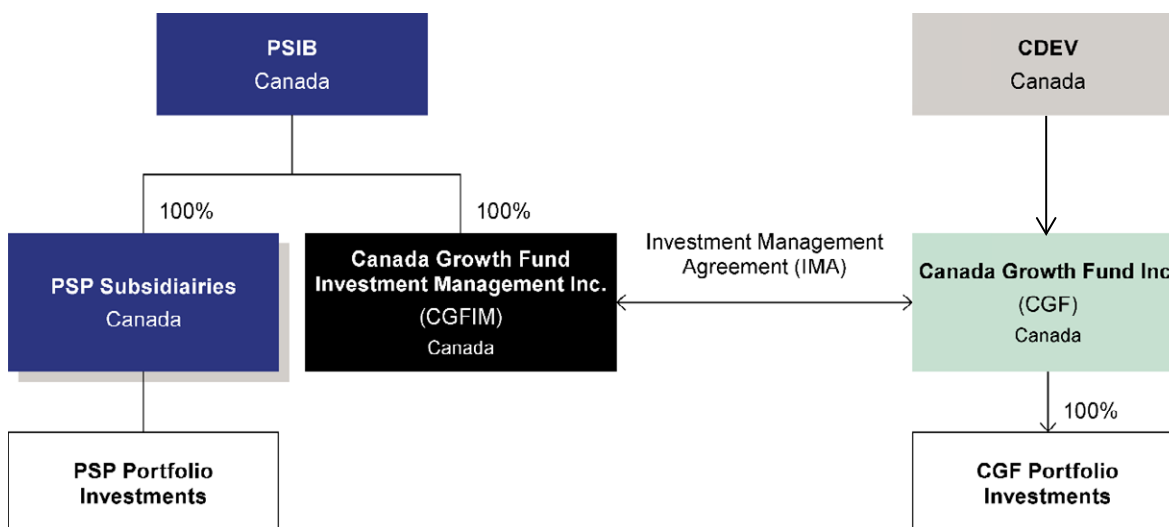 PSIB
Canada
CDEV
Canada
100%
100%
PSP Subsidiairies
Canada
Canada Growth Fund
Investment Management Inc.
(CGFIM)
Canada
Investment Management
Agreement (IMA)
Canada Growth Fund Inc
(CGF)
Canada
100%
PSP Portfolio
Investments
CGF Portfolio
Investments